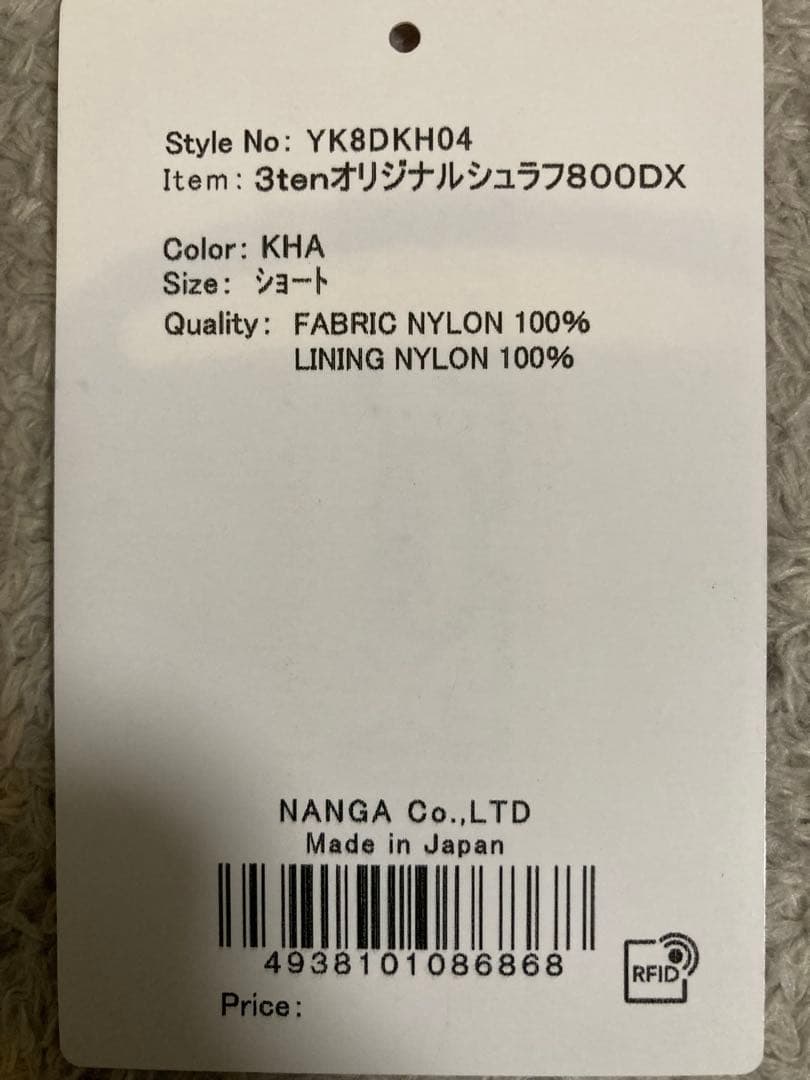 Style No: YK8DKH04
Item: 3tenオリジナルシュラフ800DX
Color: KHA
Size: ショート
Quality: FABRIC NYLON 100%
LINING NYLON 100%
NANGA Co.,LTD
Made in Japan
4938101086868
RFID
Price: